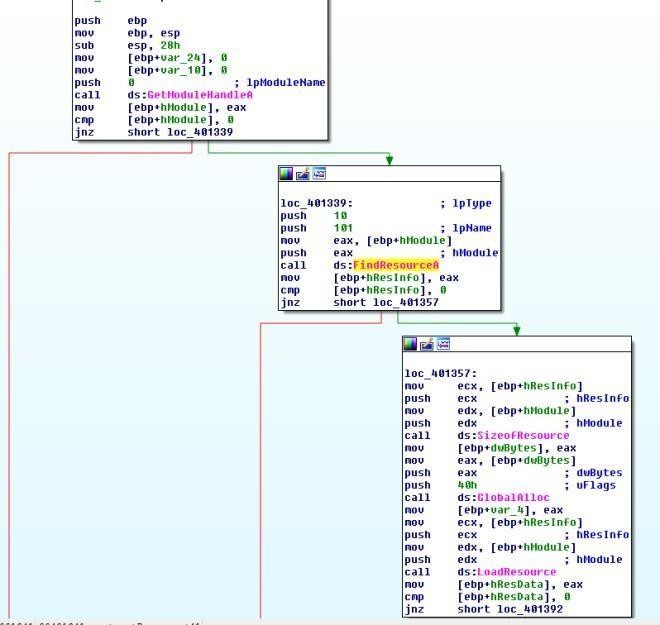 push    ebp
mov     ebp, esp
sub     esp, 28h
mov     [ebp+var_24], 0
mov     [ebp+var_10], 0
push    0               ; lpModuleName
call    ds:GetModuleHandleA
mov     [ebp+hModule], eax
cmp     [ebp+hModule], 0
jnz     short loc_401339
loc_401339:             ; lpType
push    10
push    101             ; lpName
mov     eax, [ebp+hModule]
push    eax             ; hModule
call    ds:FindResourceA
mov     [ebp+hResInfo], eax
cmp     [ebp+hResInfo], 0
jnz     short loc_401357
loc_401357:
mov     ecx, [ebp+hResInfo]
push    ecx             ; hResInfo
mov     edx, [ebp+hModule]
push    edx             ; hModule
call    ds:SizeofResource
mov     [ebp+dwBytes], eax
mov     eax, [ebp+dwBytes]
push    eax             ; dwBytes
push    40h             ; uFlags
call    ds:GlobalAlloc
mov     [ebp+var_4], eax
mov     ecx, [ebp+hResInfo]
push    ecx             ; hResInfo
mov     edx, [ebp+hModule]
push    edx             ; hModule
call    ds:LoadResource
mov     [ebp+hResData], eax
cmp     [ebp+hResData], 0
jnz     short loc_401392